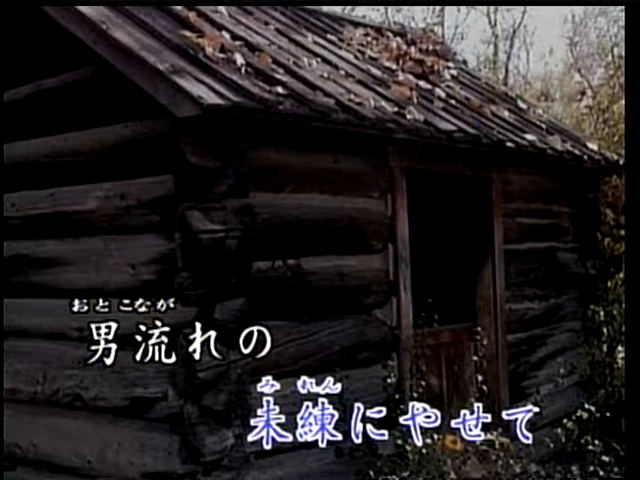 おとこなが
男流れの
みれん
未練にやせて